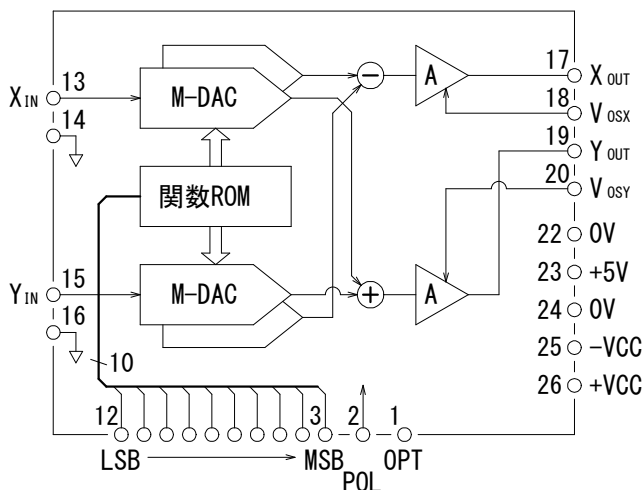 17
A
X OUT
13
M-DAC
18
X IN
14
V OSX
19
Y OUT
20
関数ROM
V OSY
22 0V
15
23 +5V
Y IN
M-DAC
A
16
24 0V
10
25 -VCC
26 +VCC
12
3
2
1
LSB
MSB
POL
OPT